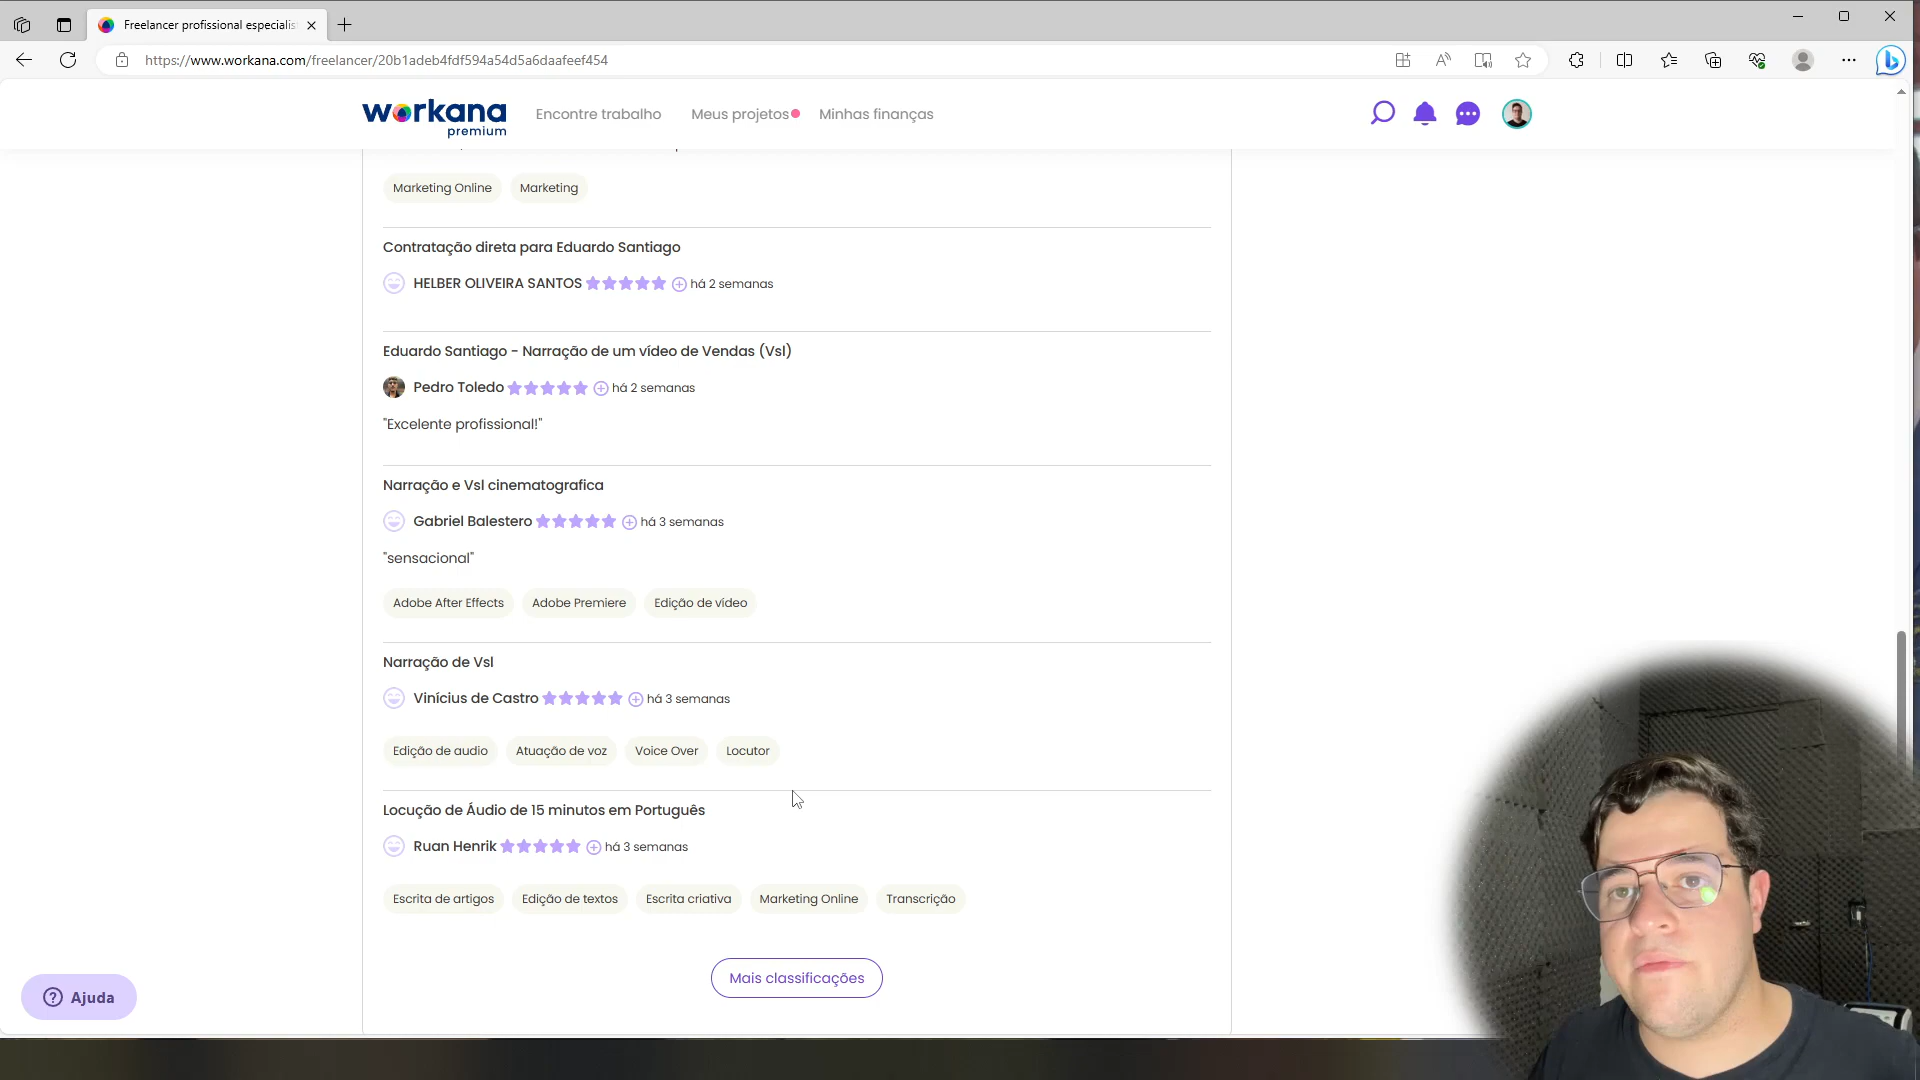 Freelancer profissional especialis
https://www.workana.com/freelancer/20b1adeb4fdf594a54d5a6daafeef454
workana
premium
Encontre trabalho
Meus projetos
Minhas finanças
Marketing Online
Marketing
Contratação direta para Eduardo Santiago
HELBER OLIVEIRA SANTOS
há 2 semanas
Eduardo Santiago - Narração de um vídeo de Vendas (Vsl)
Pedro Toledo
há 2 semanas
"Excelente profissional!"
Narração e Vsl cinematografica
Gabriel Balestero
há 3 semanas
"sensacional"
Adobe After Effects
Adobe Premiere
Edição de vídeo
Narração de Vsl
Vinícius de Castro
há 3 semanas
Edição de audio
Atuação de voz
Voice Over
Locutor
Locução de Áudio de 15 minutos em Português
Ruan Henrik
há 3 semanas
Escrita de artigos
Edição de textos
Escrita criativa
Marketing Online
Transcrição
Mais classificações
Ajuda